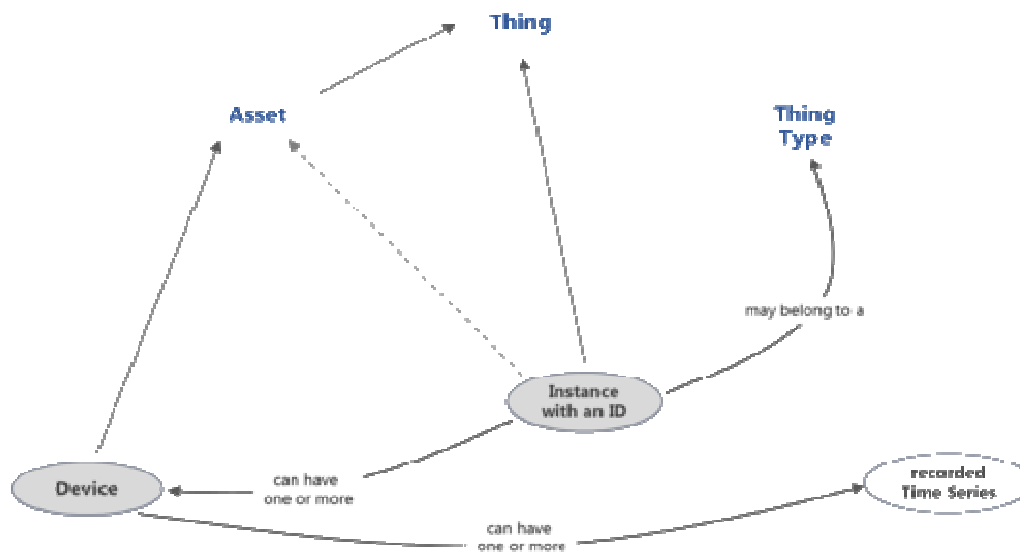 Thing
Asset
Thing
Type
may belong to a
Instance
with an ID
can have
one or more
Device
recorded
Time Series
can have
one or more